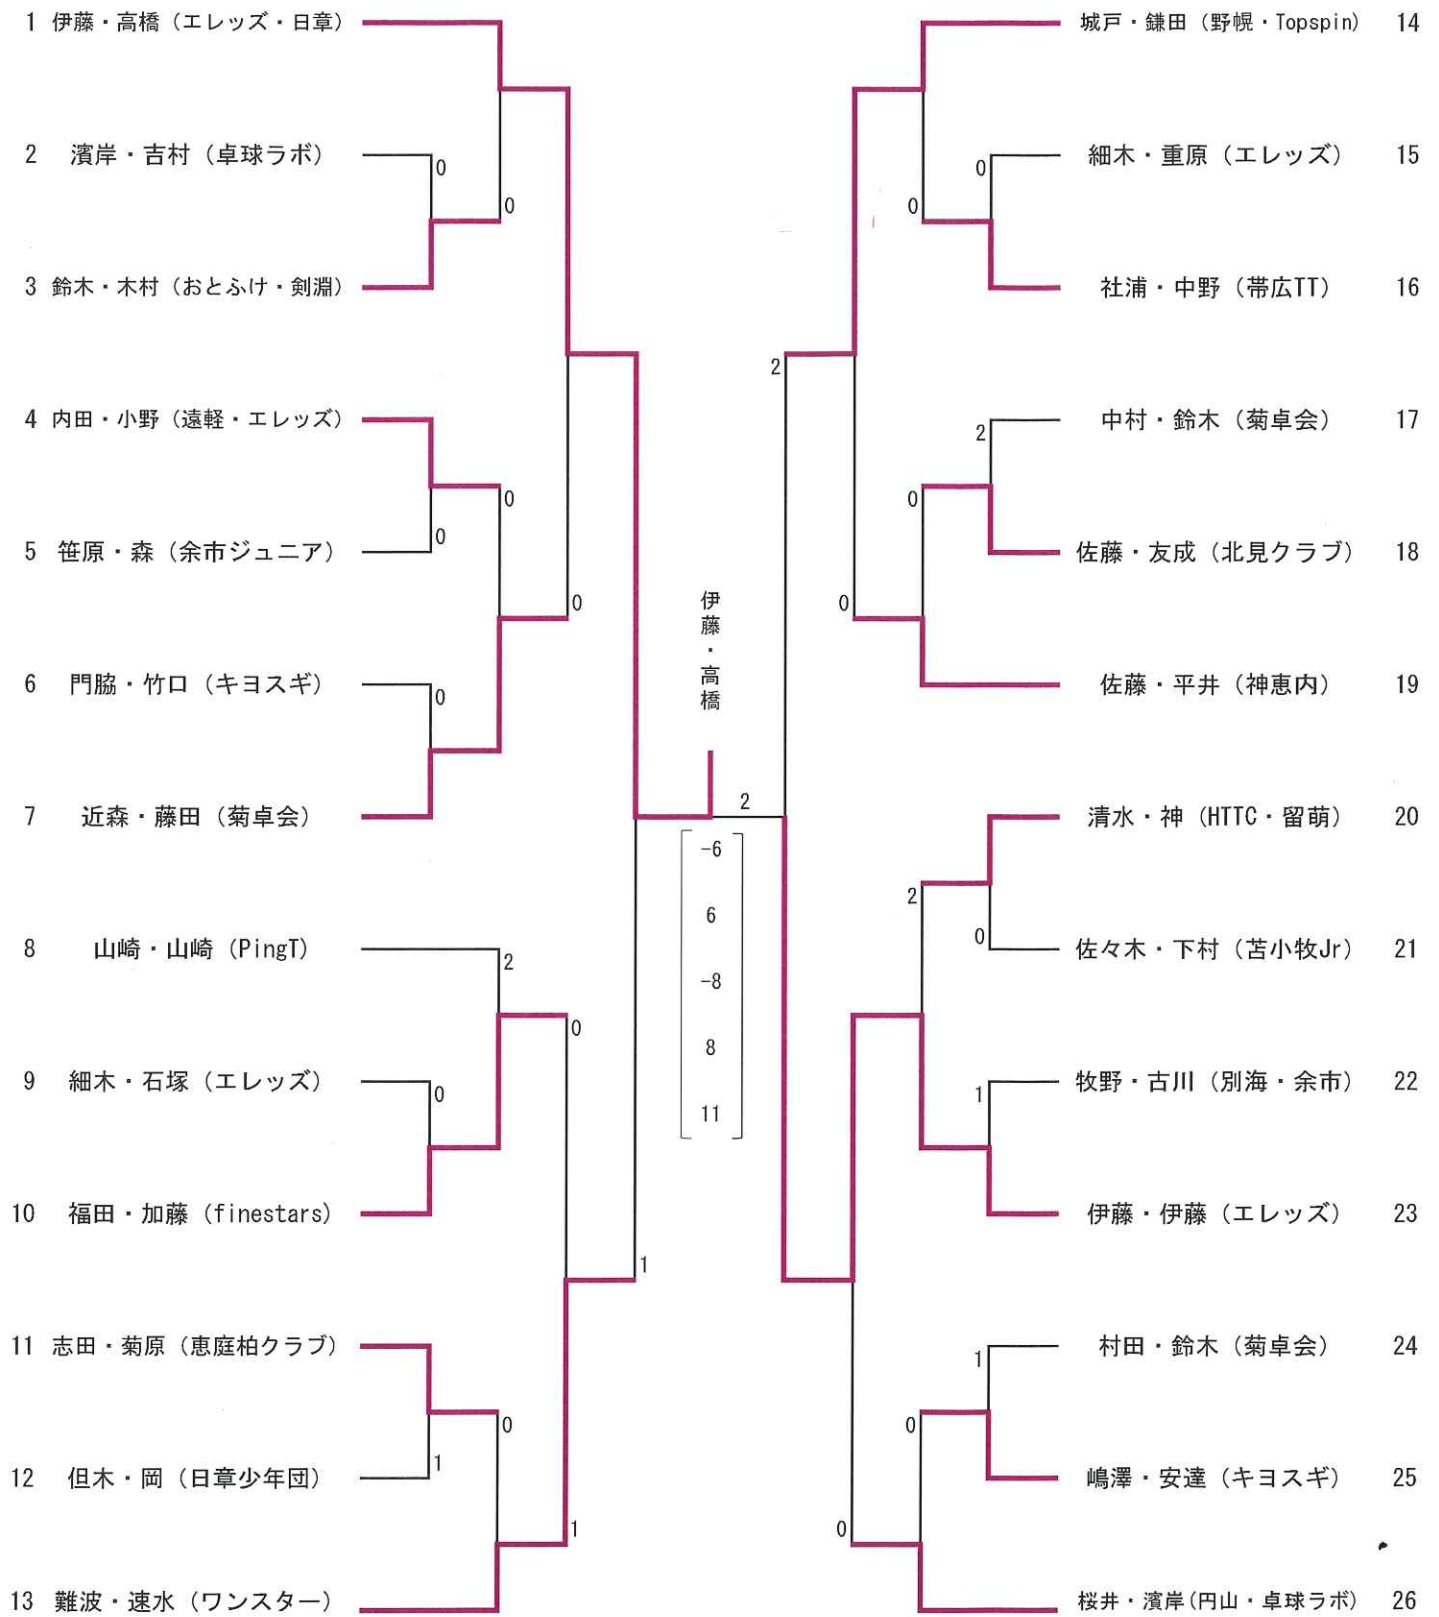 1 伊藤・高橋（エレッズ・日章）
2 濱岸・吉村（卓球ラボ）
0
0
3 鈴木・木村（おとふけ・剣淵）
4 内田・小野（遠軽・エレッズ）
0
0
5 笹原・森（余市ジュニア）
0
6 門脇・竹口（キヨスギ）
0
7 近森・藤田（菊卓会）
8 山崎・山崎（PingT）
2
0
9 細木・石塚（エレッズ）
0
10 福田・加藤（finestars）
1
11 志田・菊原（恵庭柏クラブ）
0
1
12 但木・岡（日章少年団）
1
13 難波・速水（ワンスター）
伊藤・高橋
2
-6
6
-8
8
11
城戸・鎌田（野幌・Topspin） 14
細木・重原（エレッズ） 15
0
0
社浦・中野（帯広TT） 16
2
中村・鈴木（菊卓会） 17
2
0
佐藤・友成（北見クラブ） 18
0
佐藤・平井（神恵内） 19
清水・神（HTTC・留萌） 20
2
0
佐々木・下村（苫小牧Jr） 21
牧野・古川（別海・余市） 22
1
伊藤・伊藤（エレッズ） 23
村田・鈴木（菊卓会） 24
1
0
嶋澤・安達（キヨスギ） 25
0
桜井・濱岸（円山・卓球ラボ） 26